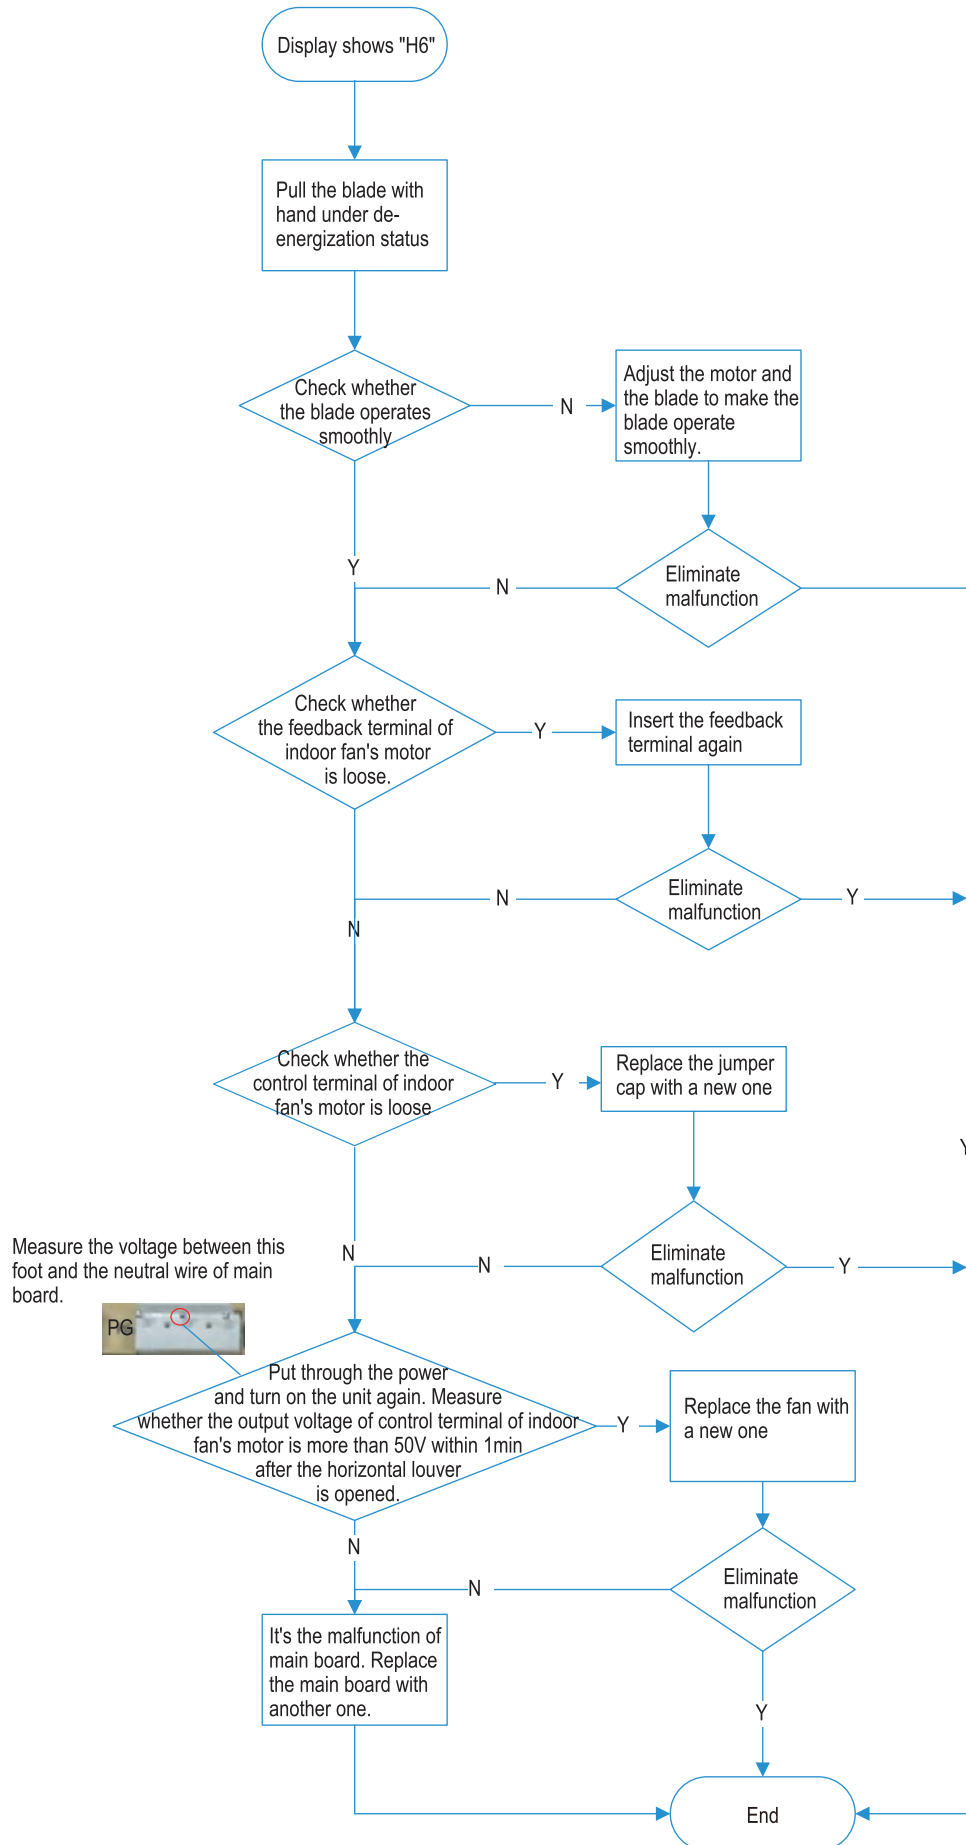 Display shows "H6"
Pull the blade with
hand under de-
energization status
Check whether
the blade operates
smoothly
N
Adjust the motor and
the blade to make the
blade operate
smoothly.
Y
N
Eliminate
malfunction
Check whether
the feedback terminal of
indoor fan's motor
is loose.
Y
Insert the feedback
terminal again
N
Eliminate
malfunction
Y
N
Check whether the
control terminal of indoor
fan's motor is loose
Y
Replace the jumper
cap with a new one
Y
N
N
Eliminate
malfunction
Y
Measure the voltage between this
foot and the neutral wire of main
board.
PG
Put through the power
and turn on the unit again. Measure
whether the output voltage of control terminal of indoor
fan's motor is more than 50V within 1min
after the horizontal louver
is opened.
Y
Replace the fan with
a new one
N
N
Eliminate
malfunction
It's the malfunction of
main board. Replace
the main board with
another one.
Y
End